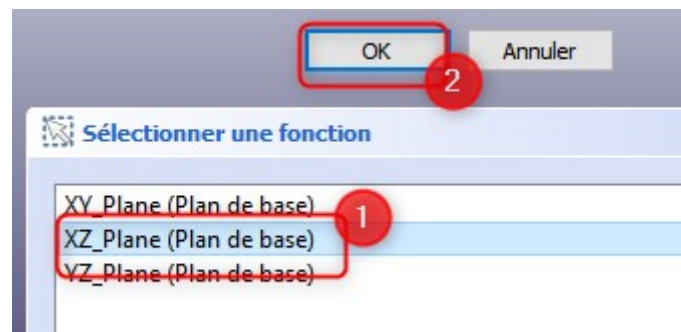 OK Annuler
2
Sélectionner une fonction
XY_Plane (Plan de base)
1
XZ_Plane (Plan de base)
YZ_Plane (Plan de base)